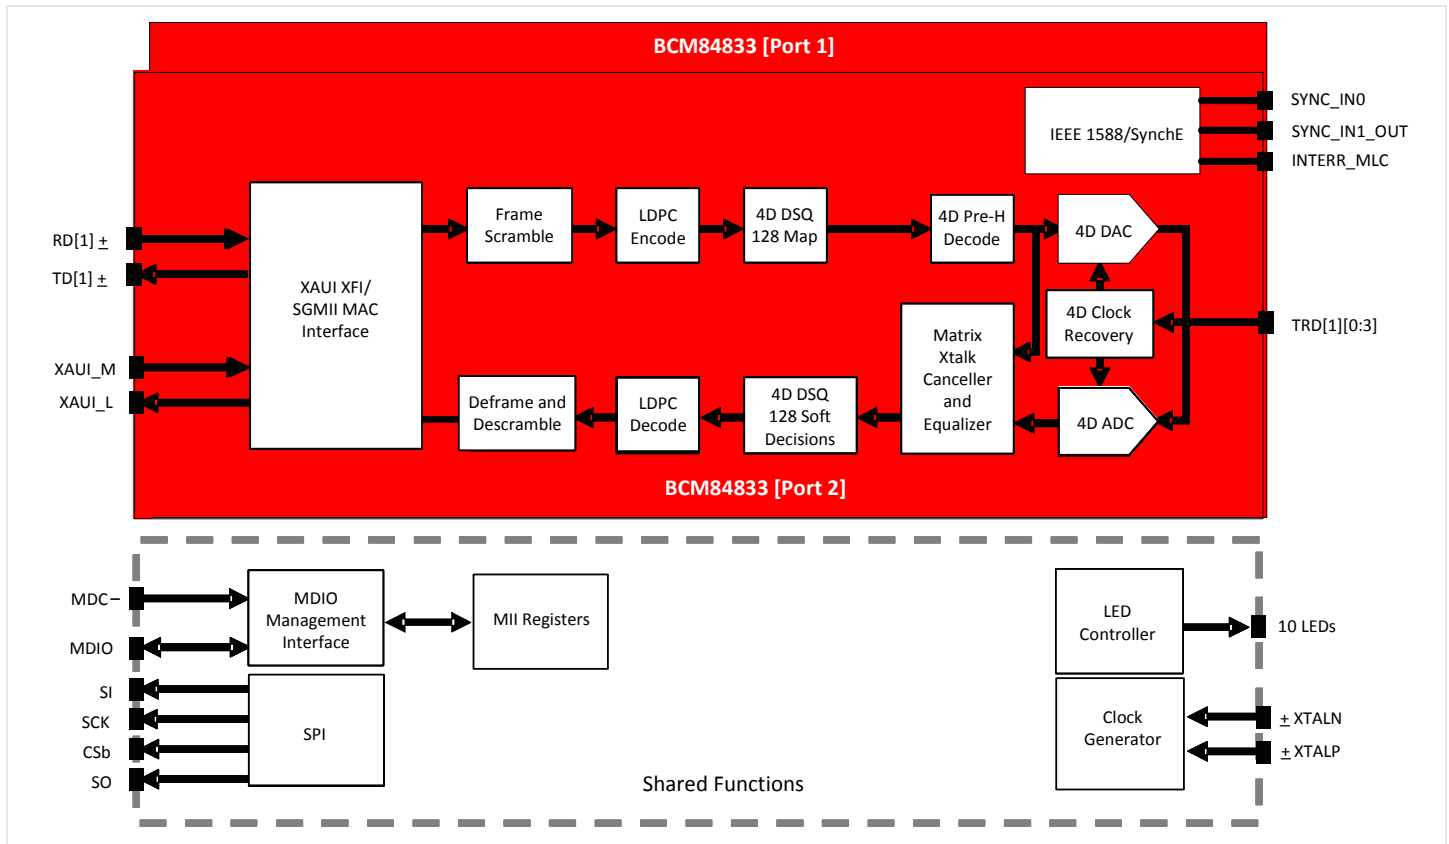 BCM84833 [Port 1]
SYNC_IN0
IEEE 1588/SynchE
SYNC_IN1_OUT
INTERR_MLC
RD[1] ±
TD[1] ±
XAUI_M
XAUI_L
XAUI XFI/
SGMII MAC
Interface
Frame
Scramble
LDPC
Encode
4D DSQ
128 Map
4D Pre-H
Decode
4D DAC
4D Clock
Recovery
TRD[1][0:3]
Matrix
Xtalk
Canceller
and
Equalizer
Deframe and
Descramble
LDPC
Decode
4D DSQ
128 Soft
Decisions
4D ADC
BCM84833 [Port 2]
MDC–
MDIO
MDIO
Management
Interface
MII Registers
LED
Controller
10 LEDs
SI
SCK
CSb
SO
SPI
Clock
Generator
± XTALN
± XTALP
Shared Functions